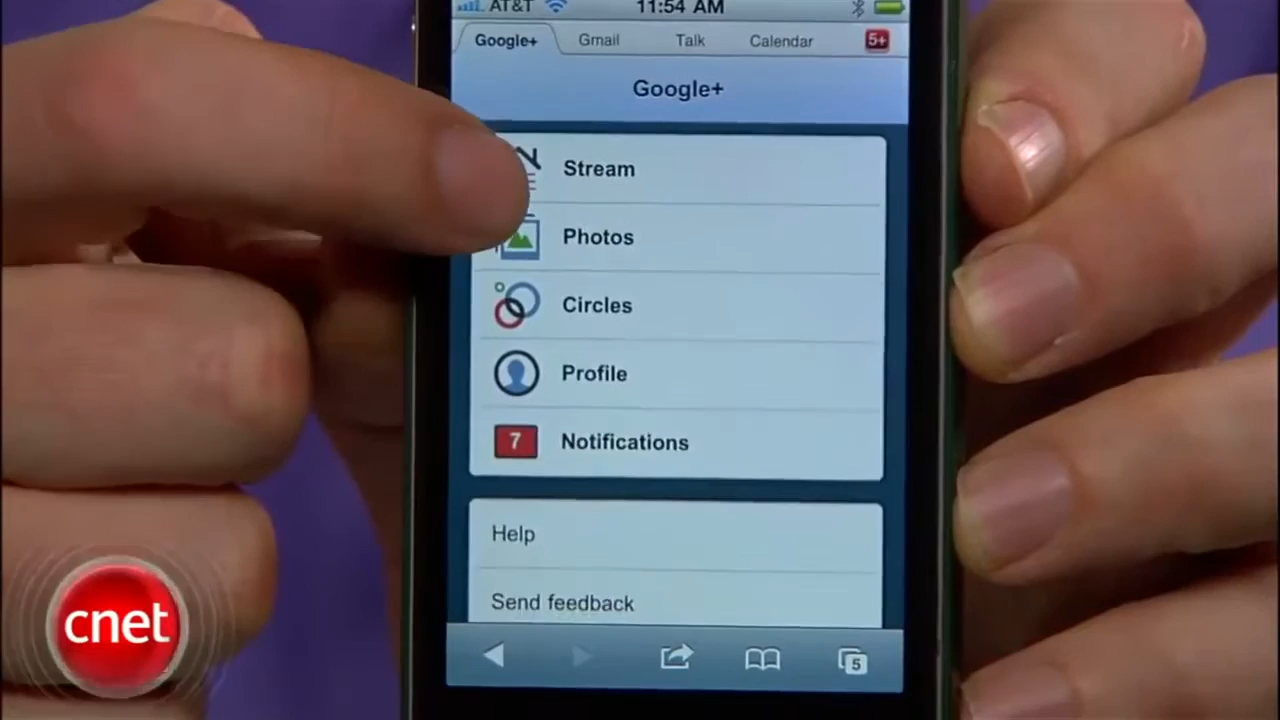 AT&T 11:54 AM
Google+ Gmail Talk Calendar 5+
Google+
Stream
Photos
Circles
Profile
7 Notifications
Help
Send feedback
5
cnet